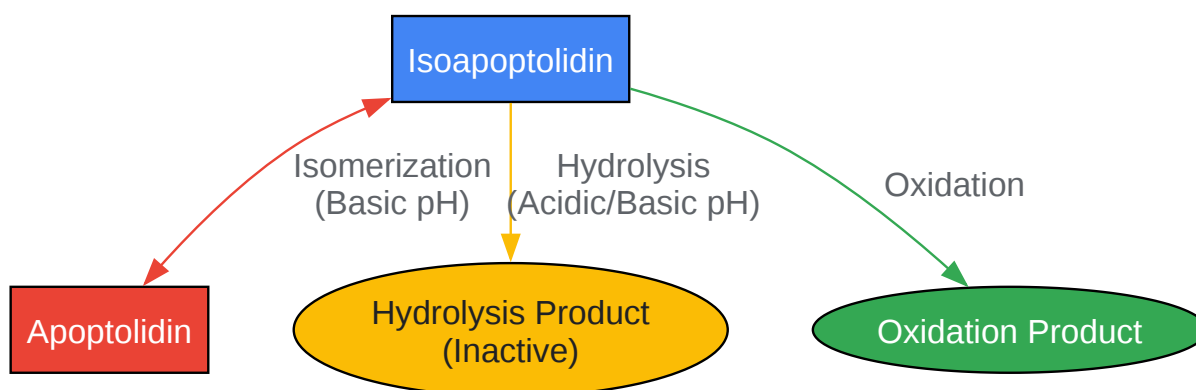 Isoapoptolidin
Isomerization
(Basic pH)
Hydrolysis
(Acidic/Basic pH)
Oxidation
Apoptolidin
Hydrolysis Product
(Inactive)
Oxidation Product